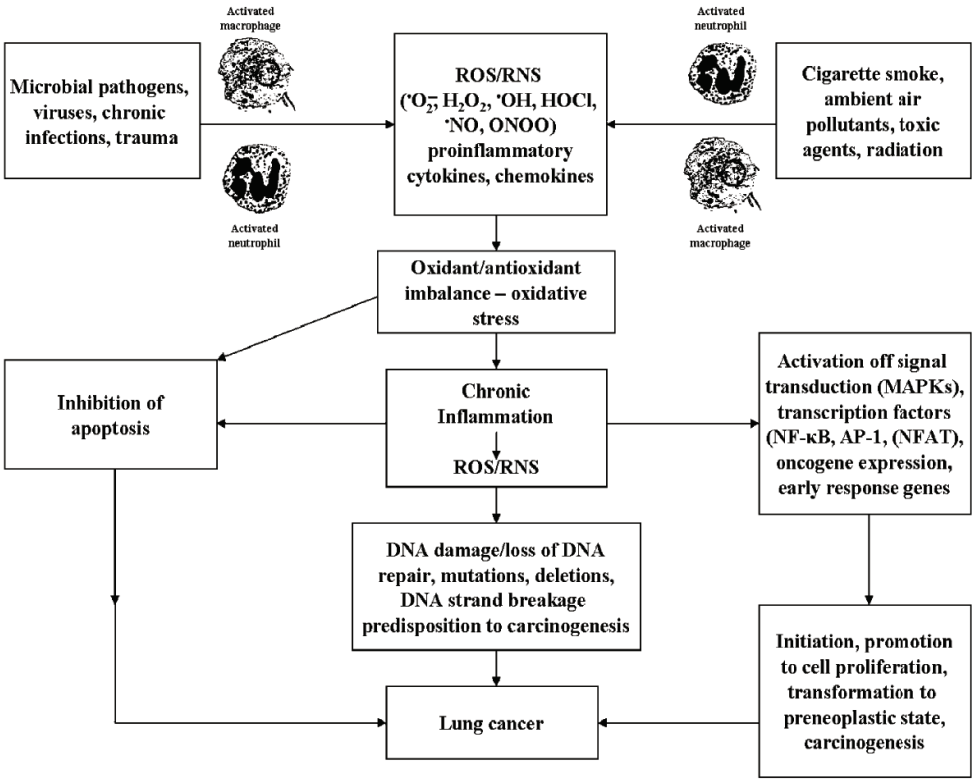 Activated
macrophage
Activated
neutrophil
Microbial pathogens,
viruses, chronic
infections, trauma
ROS/RNS
(•O₂⁻ H₂O₂, •OH, HOCl,
•NO, ONOO)
proinflammatory
cytokines, chemokines
Cigarette smoke,
ambient air
pollutants, toxic
agents, radiation
Activated
neutrophil
Activated
macrophage
Oxidant/antioxidant
imbalance – oxidative
stress
Inhibition of
apoptosis
Chronic
Inflammation
ROS/RNS
Activation off signal
transduction (MAPKs),
transcription factors
(NF-κB, AP-1, (NFAT),
oncogene expression,
early response genes
DNA damage/loss of DNA
repair, mutations, deletions,
DNA strand breakage
predisposition to carcinogenesis
Initiation, promotion
to cell proliferation,
transformation to
preneoplastic state,
carcinogenesis
Lung cancer